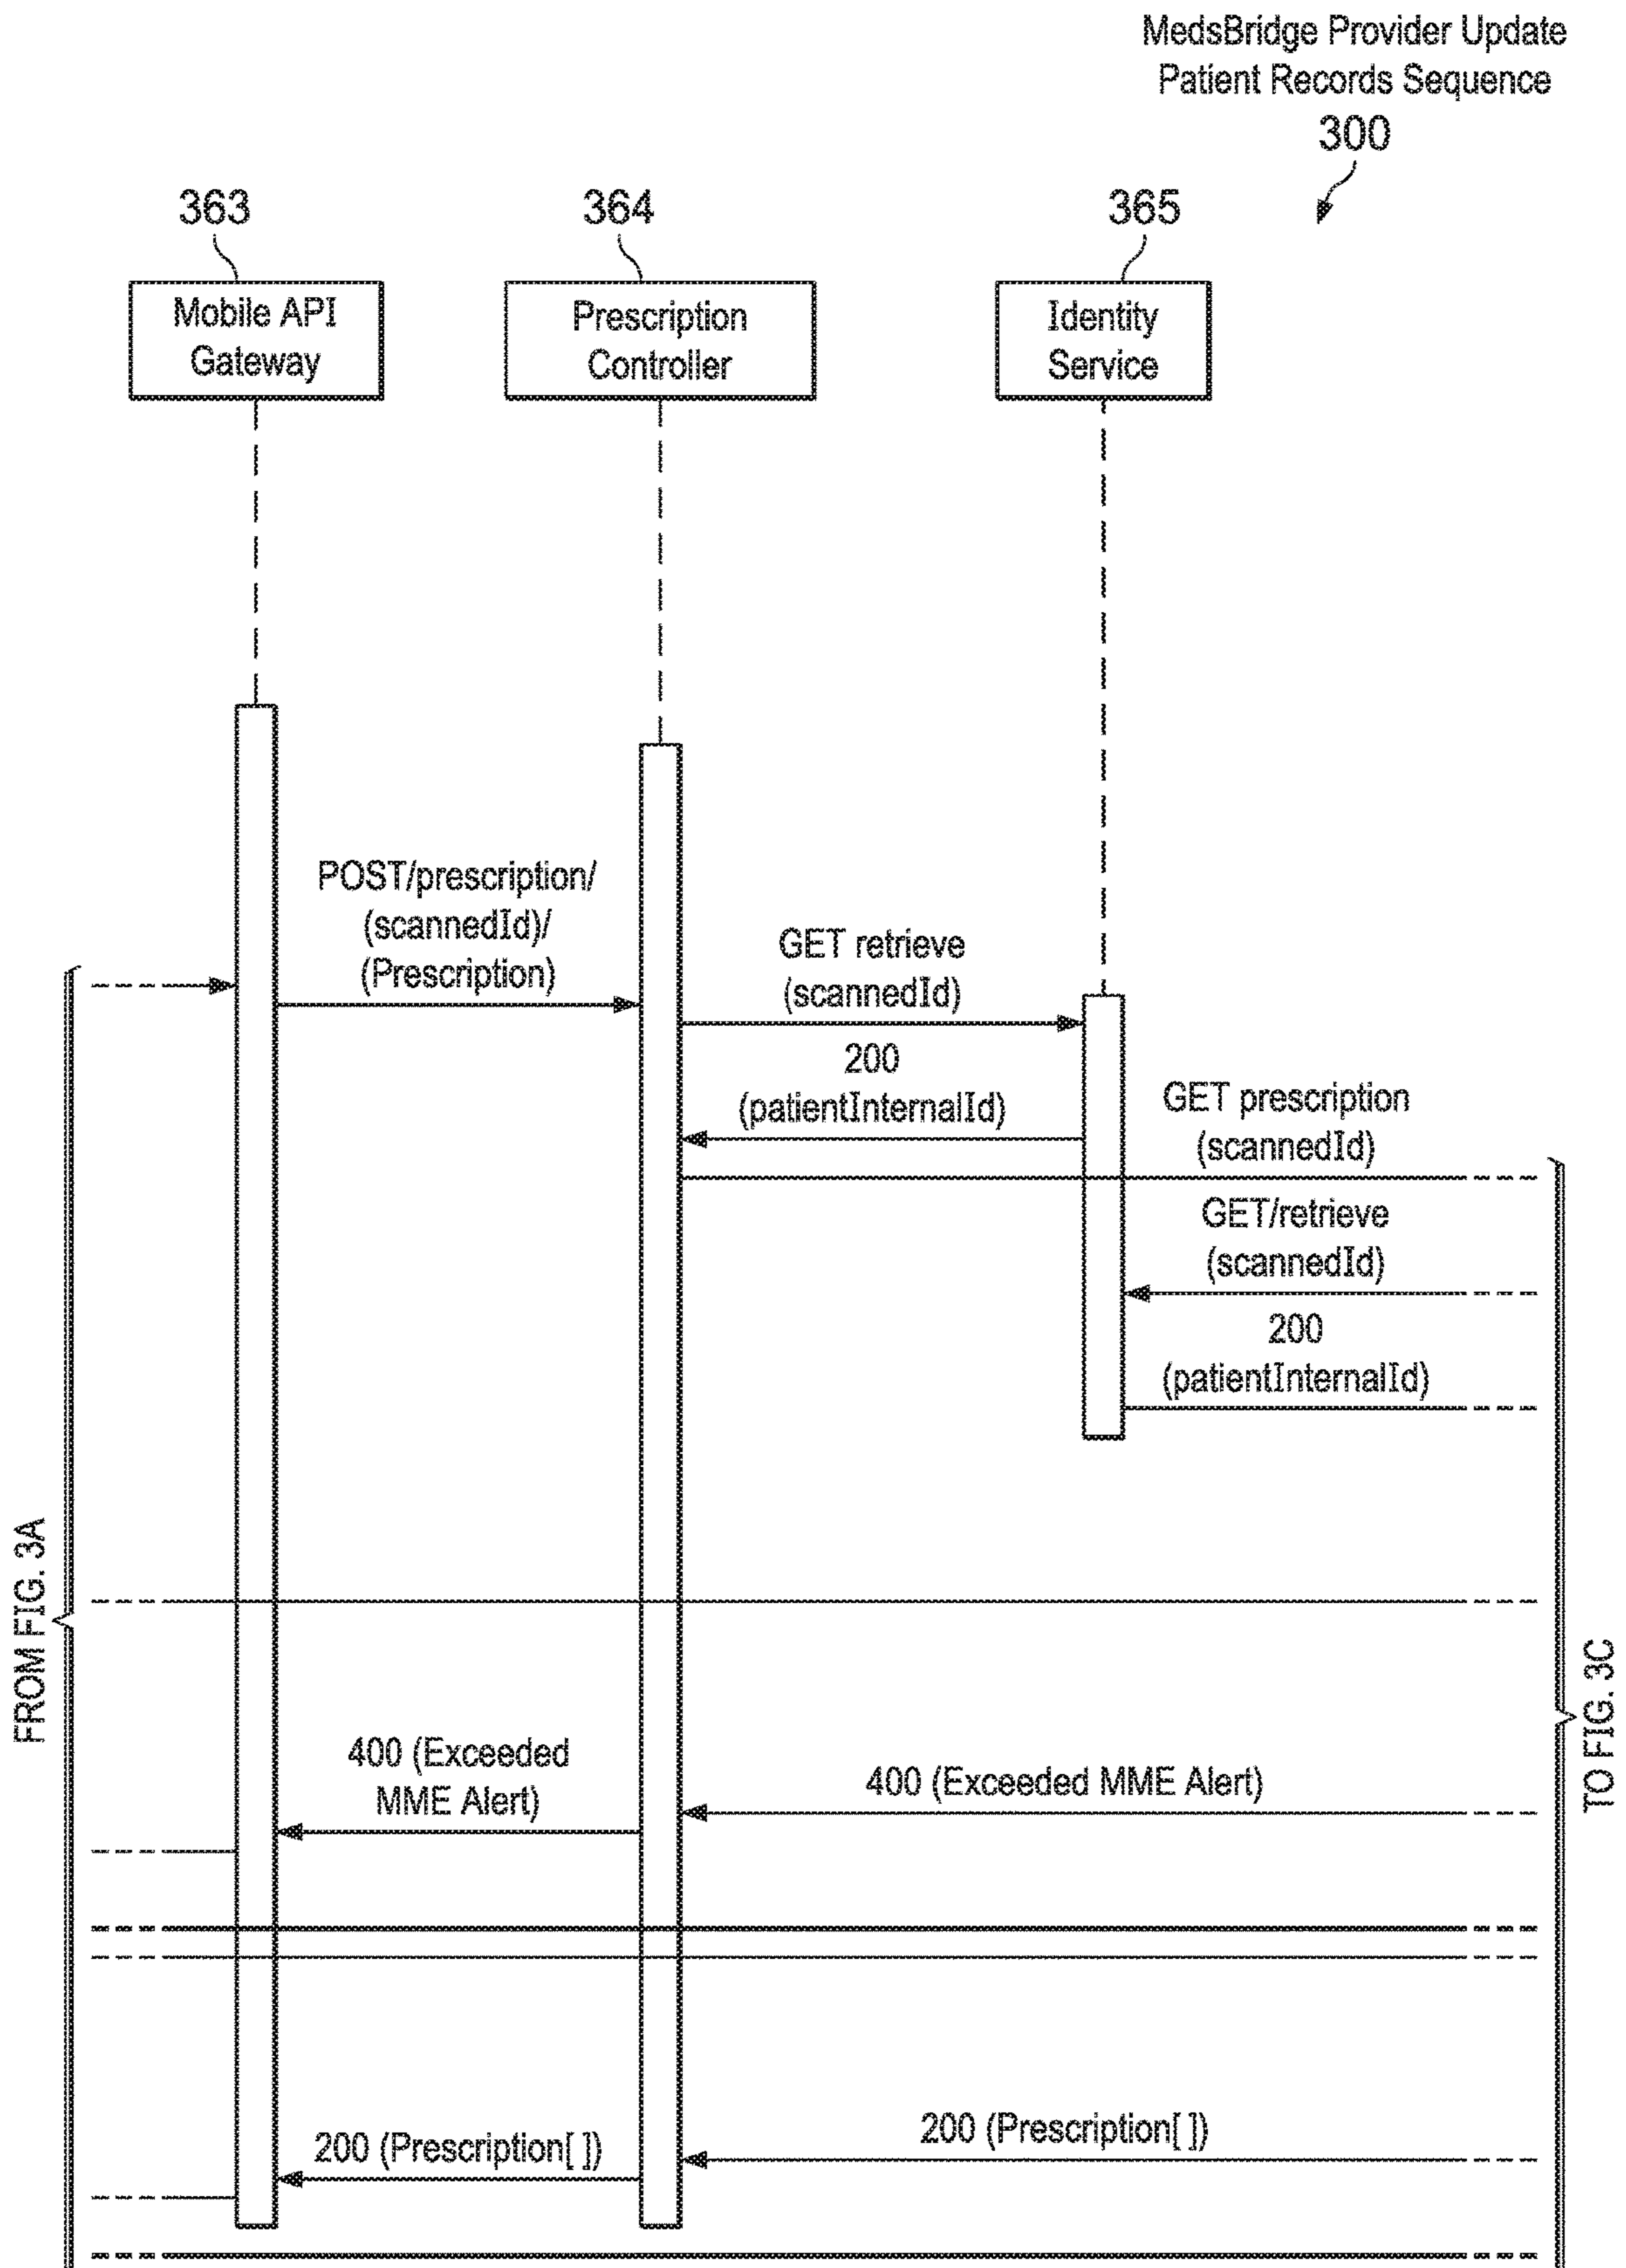 MedsBridge Provider Update
Patient Records Sequence
300
363
364
365
Mobile API
Gateway
Prescription
Controller
Identity
Service
POST/prescription/
(scannedId)/
(Prescription)
GET retrieve
(scannedId)
200
(patientInternalId)
GET prescription
(scannedId)
GET/retrieve
(scannedId)
200
(patientInternalId)
FROM FIG. 3A
TO FIG. 3C
400 (Exceeded
MME Alert)
400 (Exceeded MME Alert)
200 (Prescription[ ])
200 (Prescription[ ])